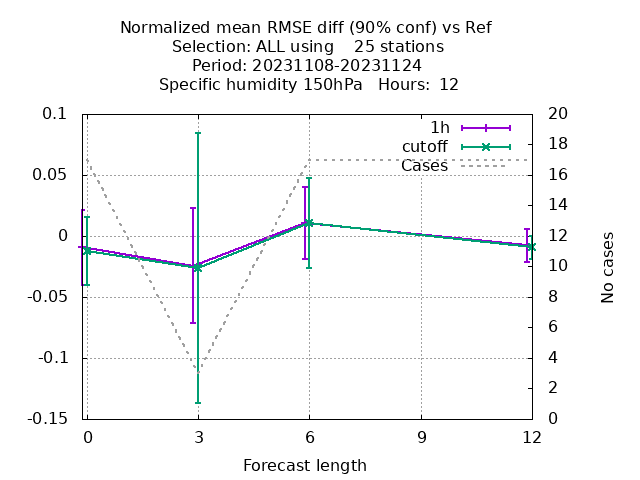 Normalized mean RMSE diff (90% conf) vs Ref
Selection: ALL using    25 stations
Period: 20231108-20231124
Specific humidity 150hPa   Hours:  12
0.1
0.05
0
-0.05
-0.1
-0.15
20
18
16
14
12
10
8
6
4
2
0
1h
cutoff
Cases
No cases
0
3
6
9
12
Forecast length